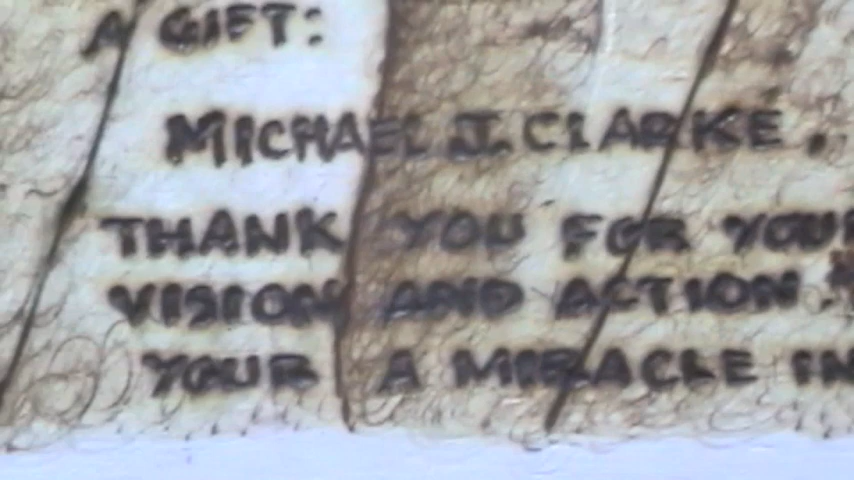 A GIFT:
MICHAEL J. CLARKE.
THANK YOU FOR YOUR
VISION AND ACTION.
YOUR A MIRACLE IN